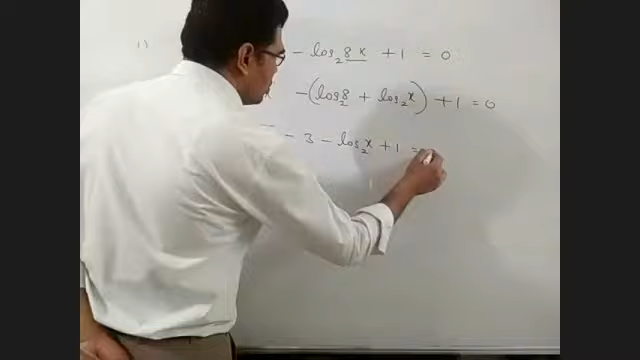 1) - log₂ 8x + 1 = 0
- (log₂ 8 + log₂ x) + 1 = 0
- 3 - log₂ x + 1 =